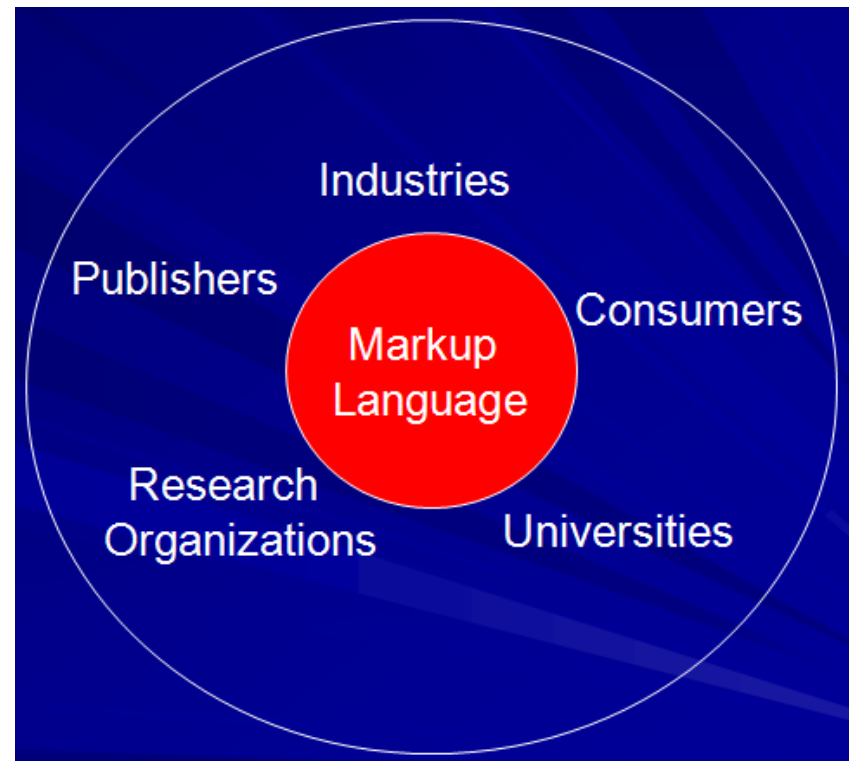 Industries
Publishers
Consumers
Markup
Language
Research
Organizations
Universities